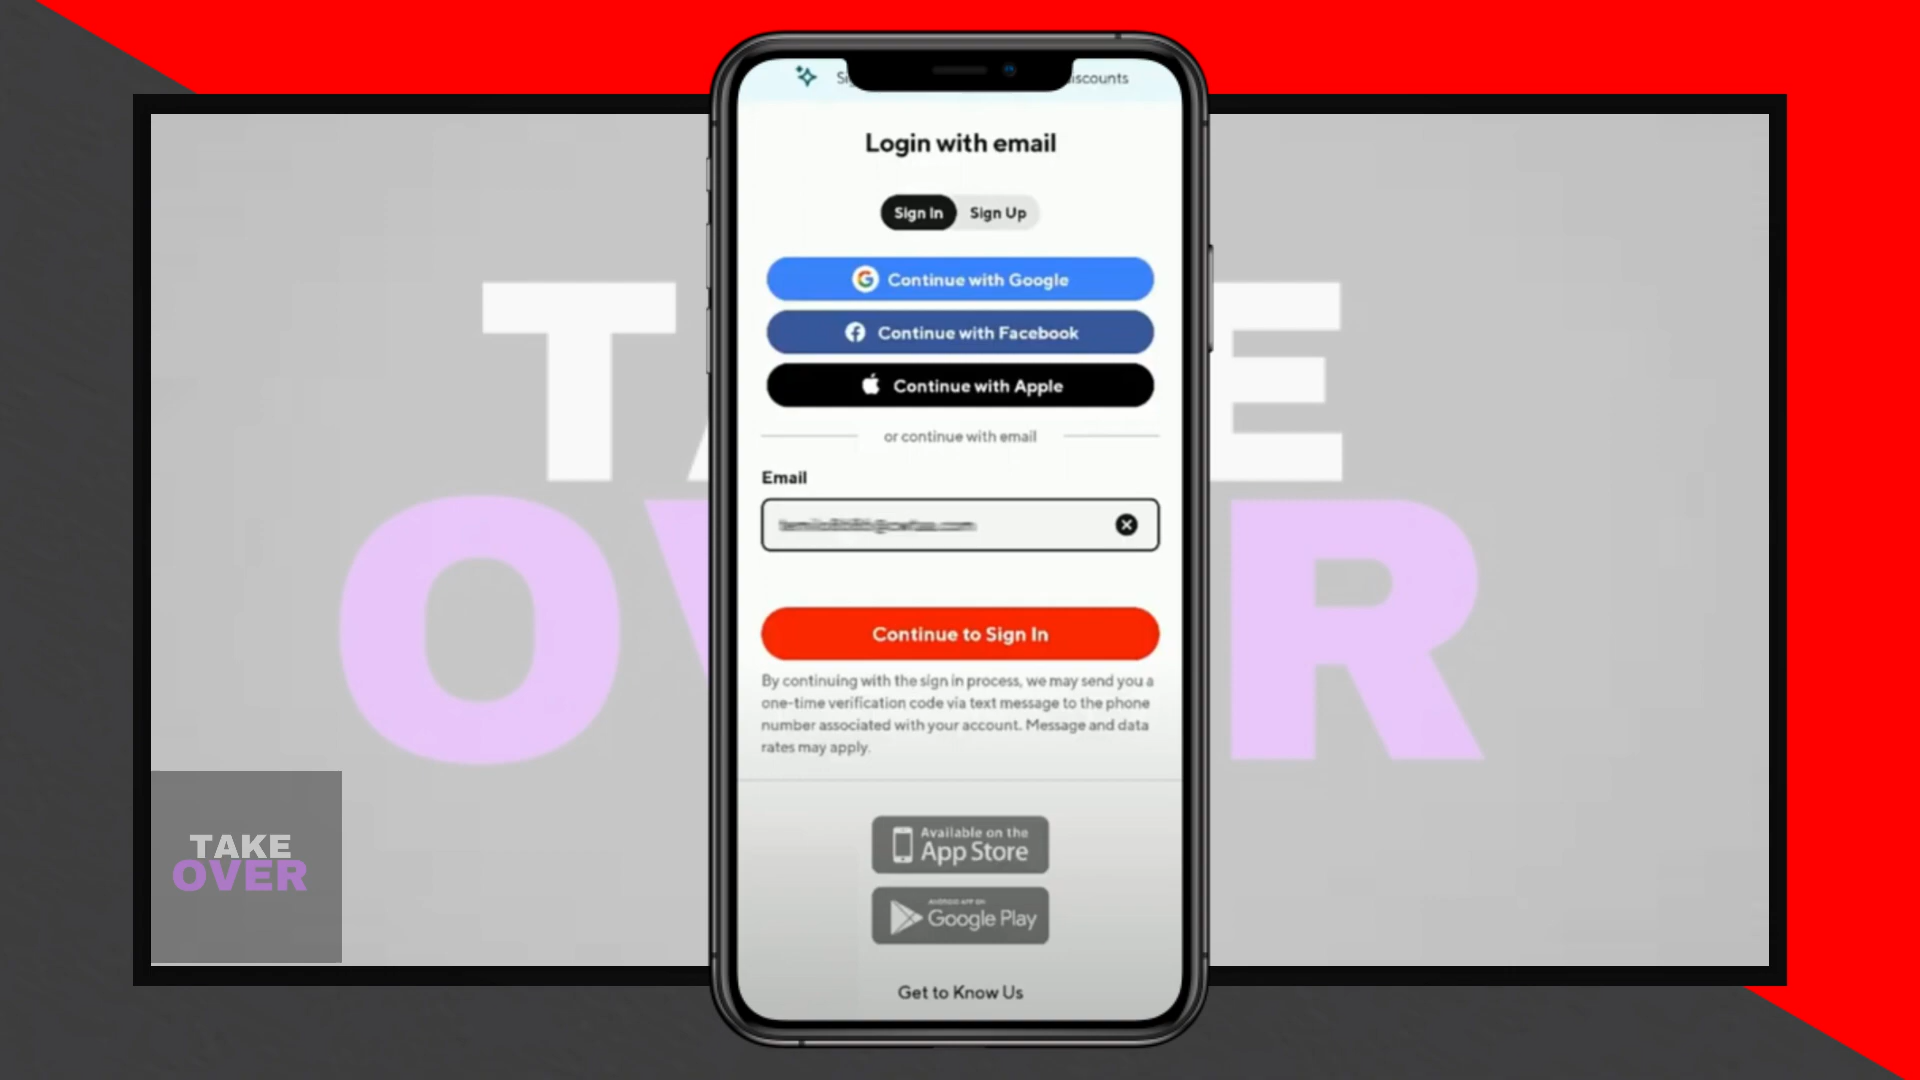 iscounts
Login with email
Sign In Sign Up
Continue with Google
Continue with Facebook
Continue with Apple
or continue with email
Email
Continue to Sign In
By continuing with the sign in process, we may send you a
one-time verification code via text message to the phone
number associated with your account. Message and data
rates may apply.
Available on the
App Store
ANDROID APP ON
Google Play
Get to Know Us
TAKE
OVER